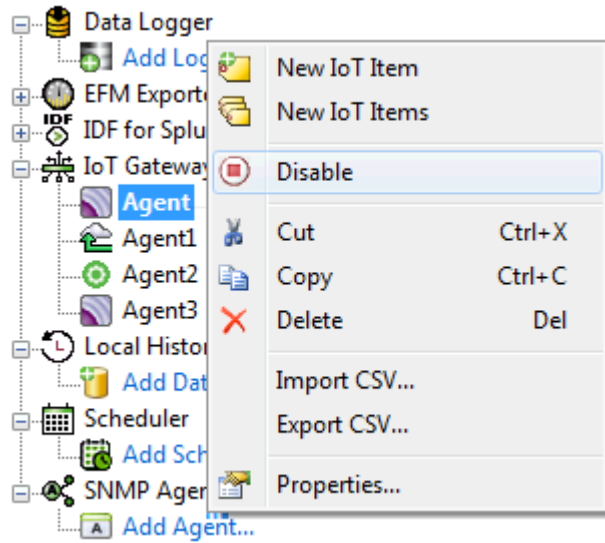 Data Logger
Add Log
EFM Exporte
IDF for Splu
IoT Gateway
Agent
Agent1
Agent2
Agent3
Local Histor
Add Dat
Scheduler
Add Sch
SNMP Agen
Add Agent...
New IoT Item
New IoT Items
Disable
Cut Ctrl+X
Copy Ctrl+C
Delete Del
Import CSV...
Export CSV...
Properties...